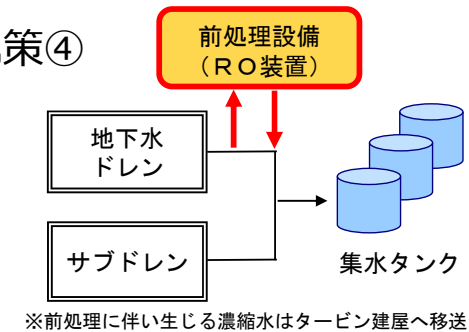 策④
前処理設備
（ＲＯ装置）
地下水
ドレン
サブドレン
集水タンク
※前処理に伴い生じる濃縮水はタービン建屋へ移送